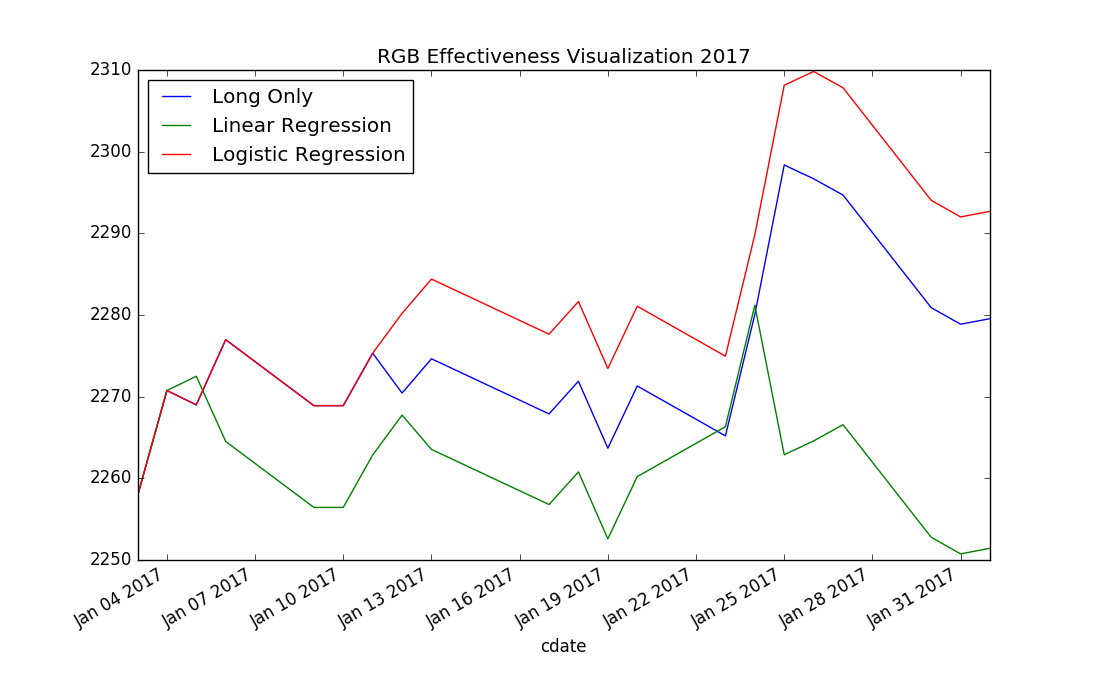 RGB Effectiveness Visualization 2017
Long Only
Linear Regression
Logistic Regression
2310
2300
2290
2280
2270
2260
2250
Jan 04 2017
Jan 07 2017
Jan 10 2017
Jan 13 2017
Jan 16 2017
Jan 19 2017
Jan 22 2017
Jan 25 2017
Jan 28 2017
Jan 31 2017
cdate